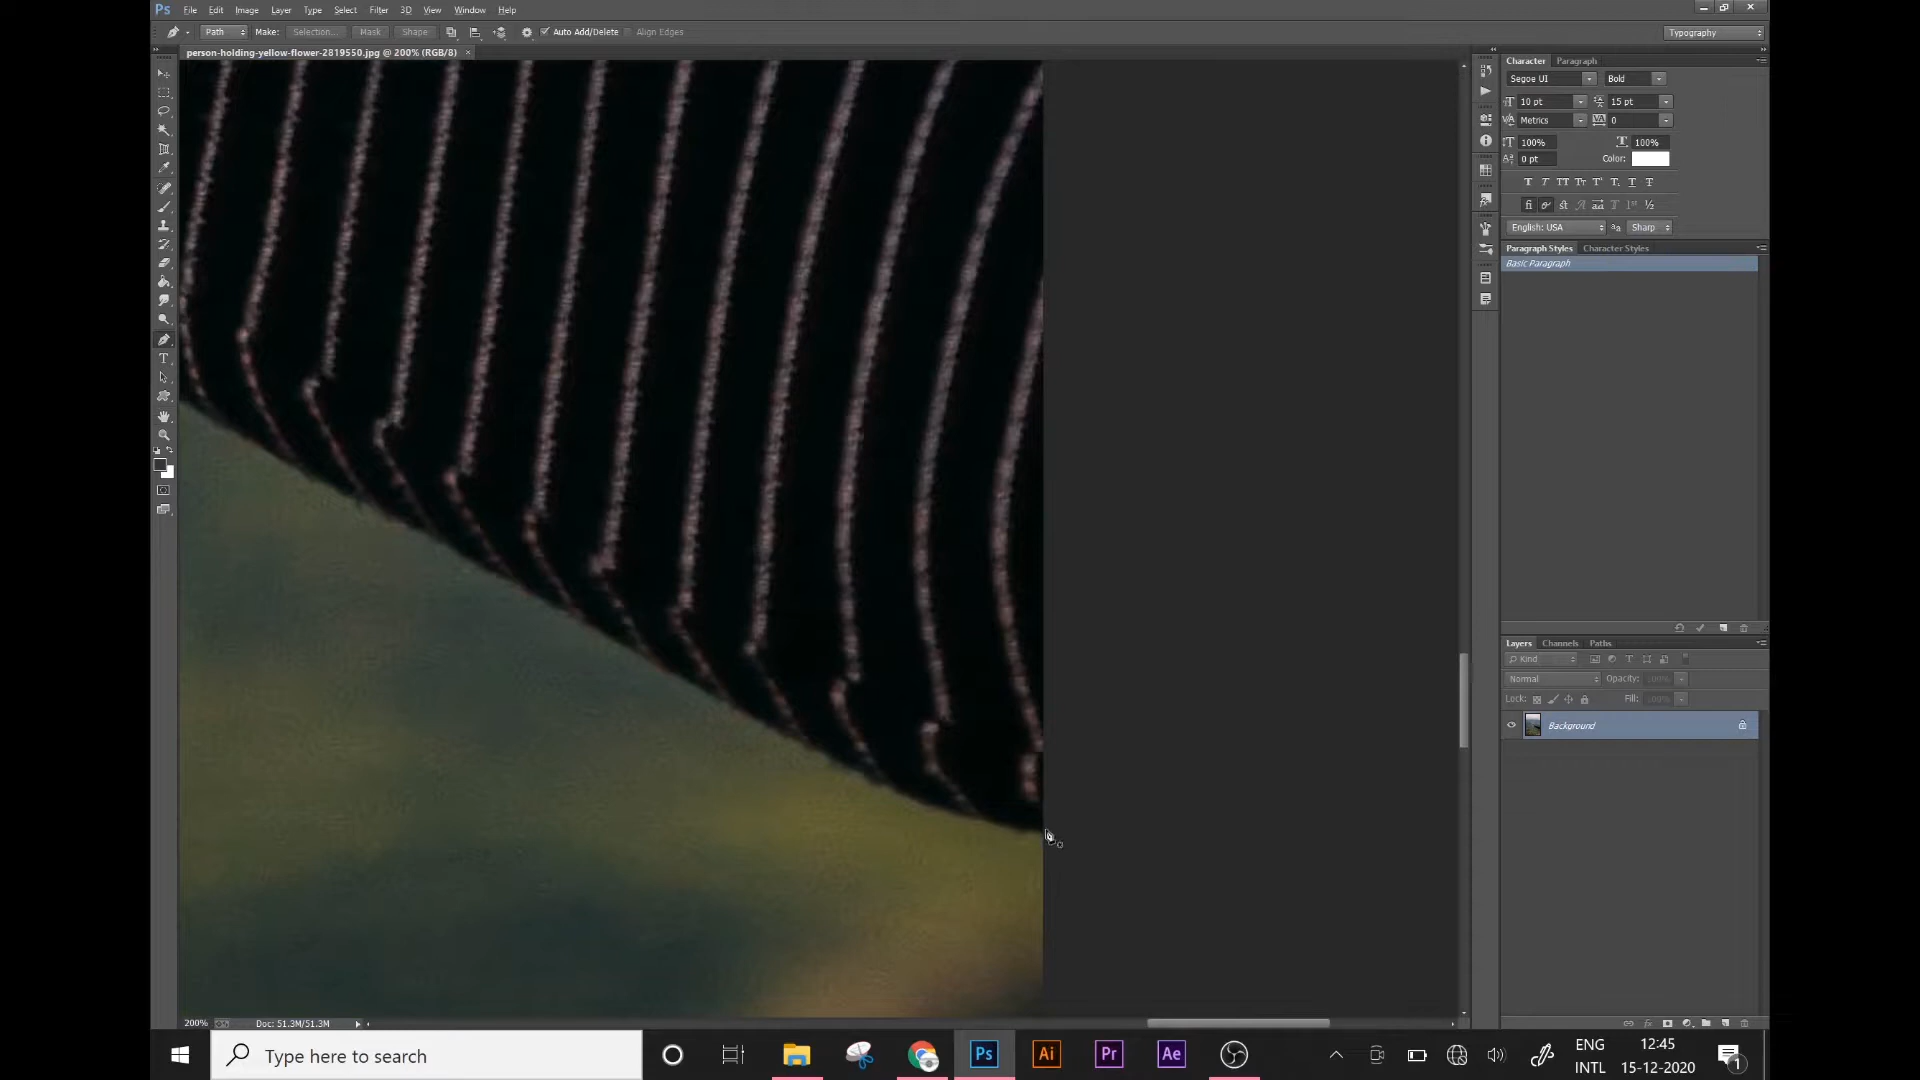 Ps File Edit Image Layer Type Select Filter 3D View Window Help
Path Make: Selection... Mask Shape Auto Add/Delete Align Edges Typography
person-holding-yellow-flower-2819550.jpg @ 200% (RGB/8) ×
Character Paragraph
Segoe UI Bold
10 pt 15 pt
Metrics 0
100% 100%
0 pt Color:
English: USA aa Sharp
Paragraph Styles Character Styles
Basic Paragraph
Layers Channels Paths
Kind
Normal Opacity: 100%
Lock: Fill: 100%
Background
200% Doc: 51.3M/51.3M
Type here to search
Ps Ai Pr Ae
ENG
INTL
12:45
15-12-2020
1